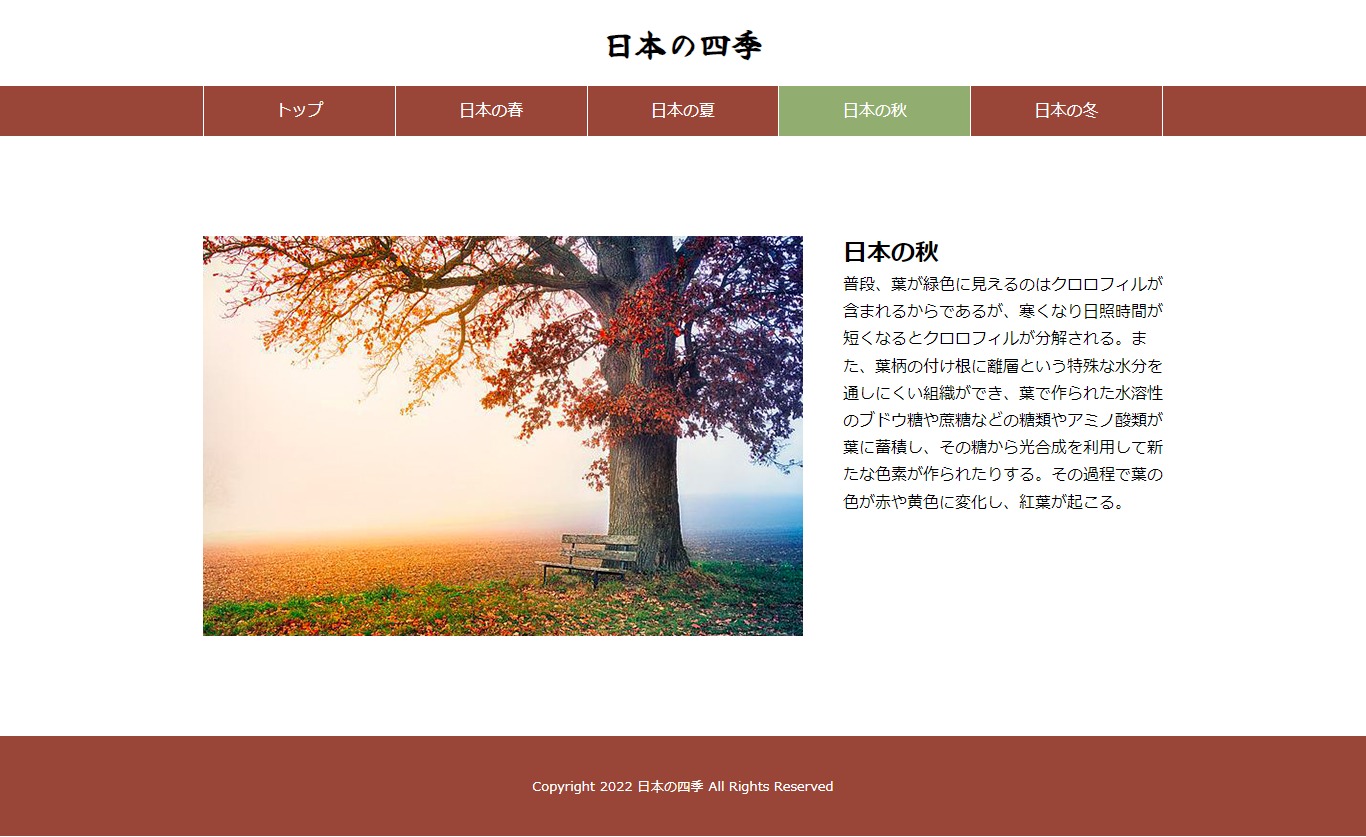 日本の四季
トップ
日本の春
日本の夏
日本の秋
日本の冬
日本の秋
普段、葉が緑色に見えるのはクロロフィルが
含まれるからであるが、寒くなり日照時間が
短くなるとクロロフィルが分解される。ま
た、葉柄の付け根に離層という特殊な水分を
通しにくい組織ができ、葉で作られた水溶性
のブドウ糖や蔗糖などの糖類やアミノ酸類が
葉に蓄積し、その糖から光合成を利用して新
たな色素が作られたりする。その過程で葉の
色が赤や黄色に変化し、紅葉が起こる。
Copyright 2022 日本の四季 All Rights Reserved